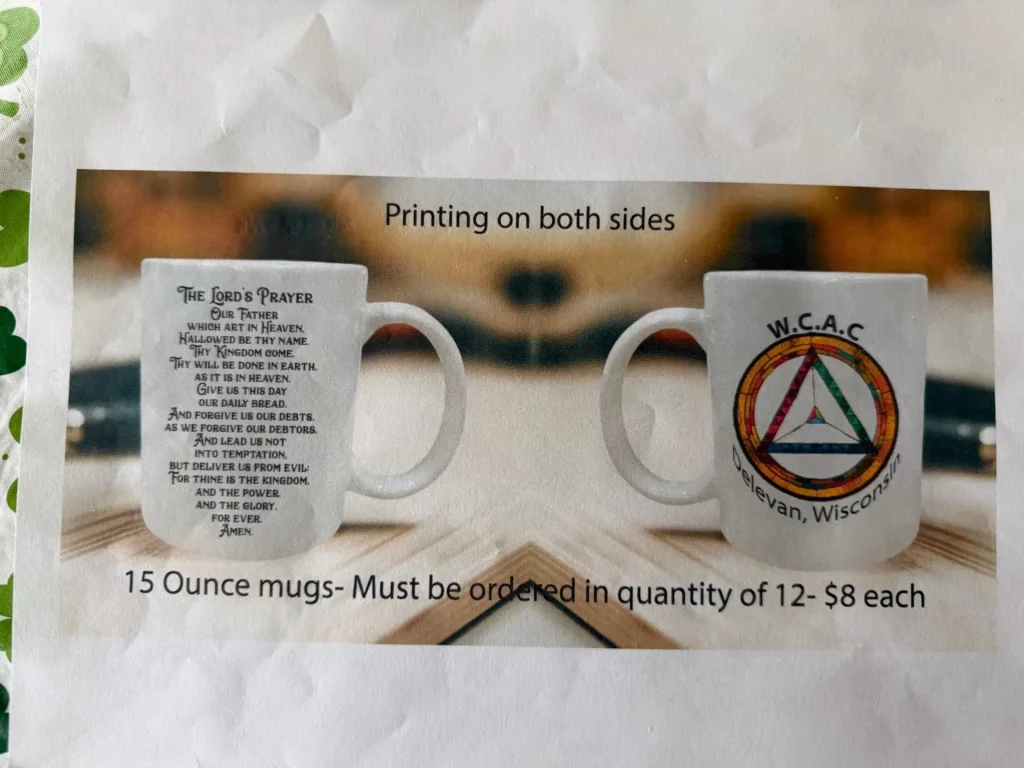 Printing on both sides
The Lord's Prayer
Our Father
which art in Heaven,
Hallowed be thy name.
Thy Kingdom come.
Thy will be done in earth,
as it is in heaven.
Give us this day
our daily bread.
And forgive us our debts,
as we forgive our debtors.
And lead us not
into temptation,
but deliver us from evil:
For thine is the kingdom,
and the power,
and the glory,
for ever.
Amen.
W.C.A.C
Delevan, Wisconsin
15 Ounce mugs- Must be ordered in quantity of 12- $8 each